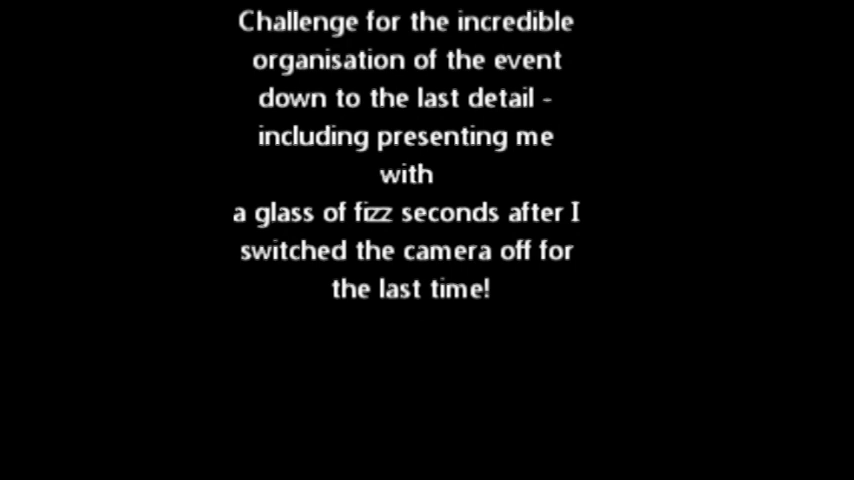 Challenge for the incredible
organisation of the event
down to the last detail -
including presenting me
with
a glass of fizz seconds after I
switched the camera off for
the last time!